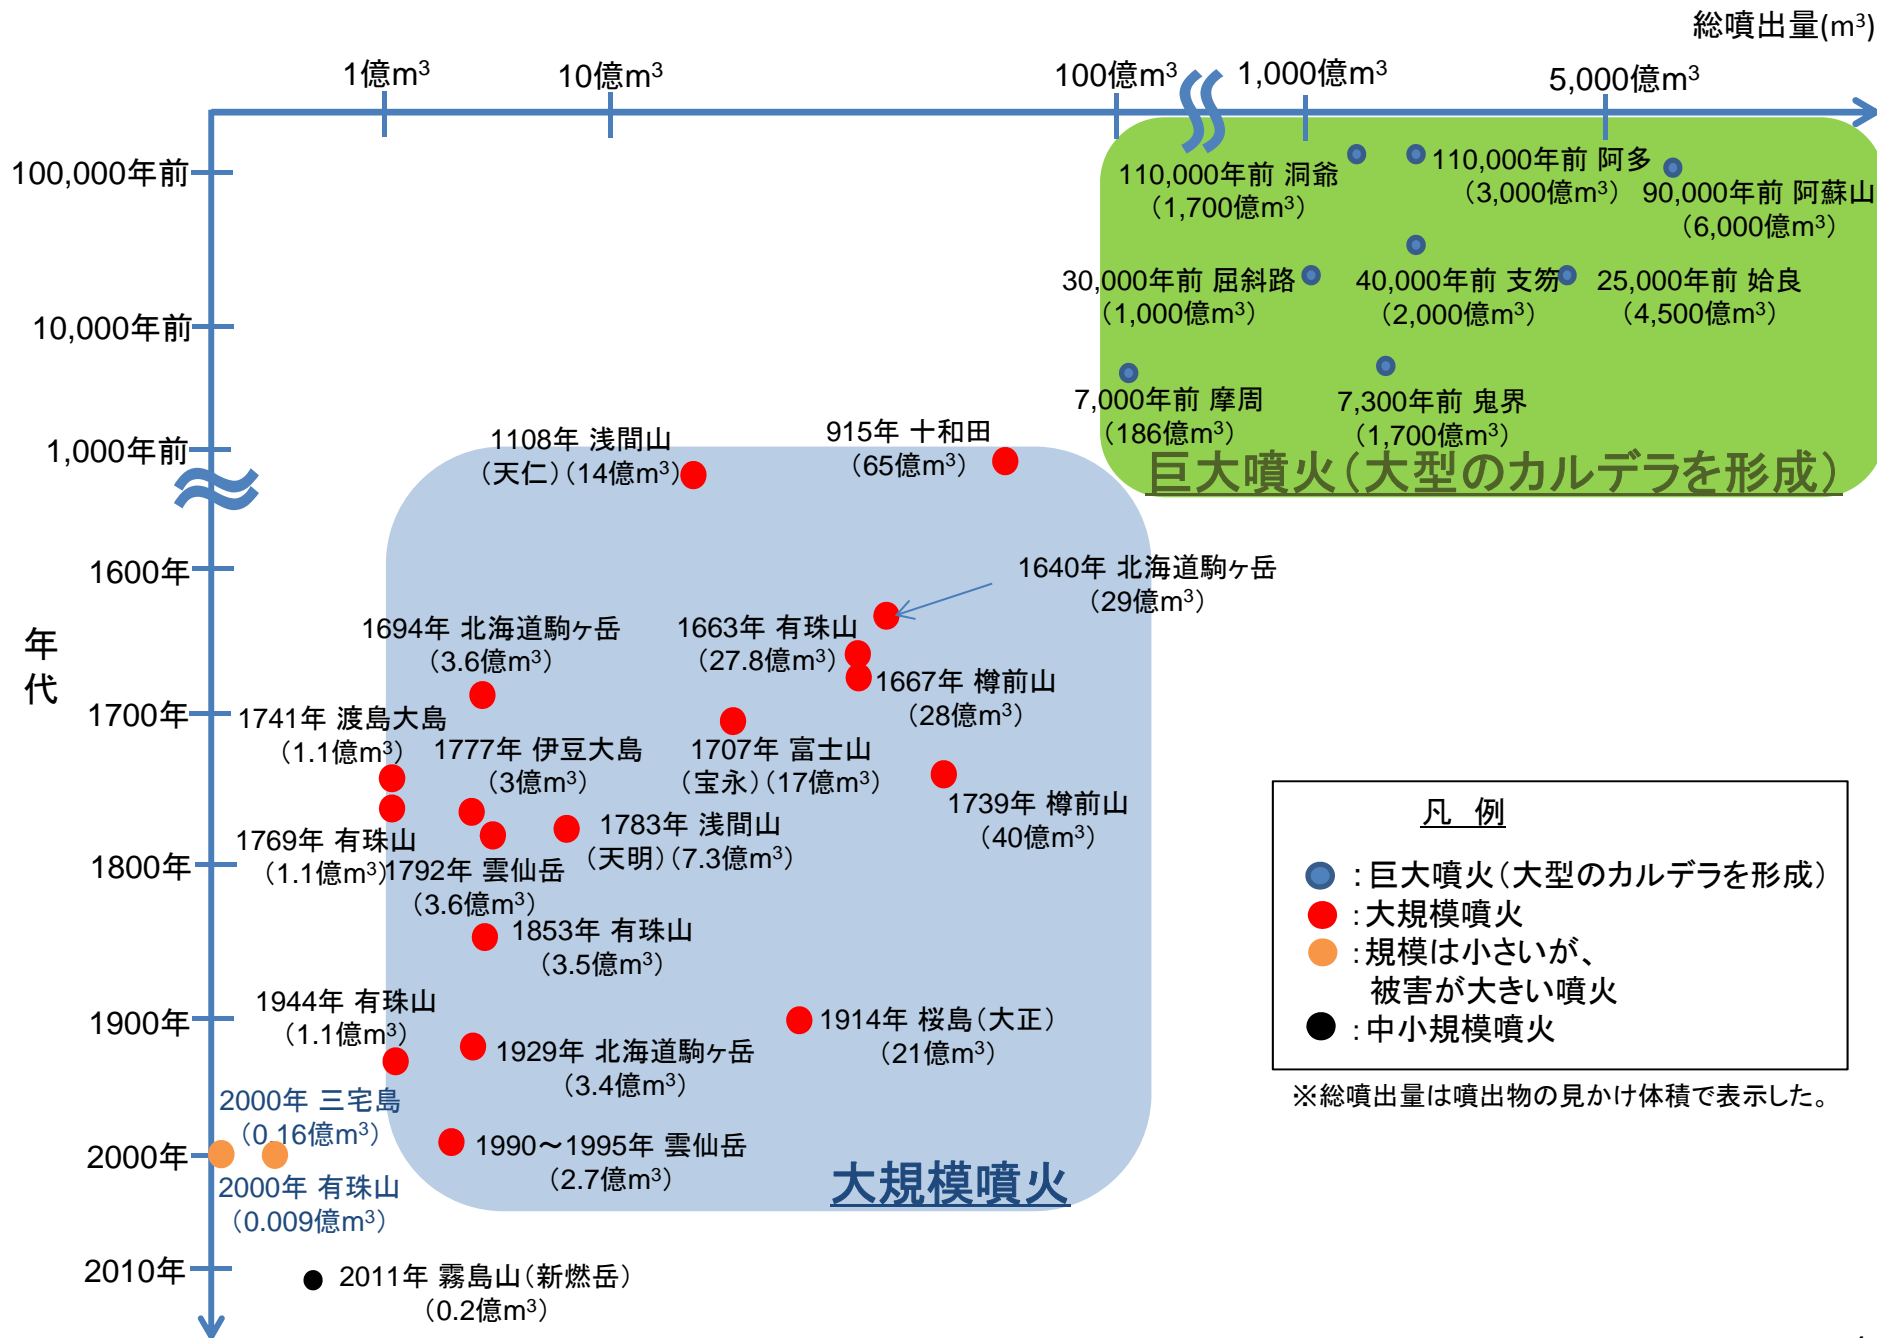 総噴出量(m³)
1億m³
10億m³
100億m³
1,000億m³
5,000億m³
年代
100,000年前
10,000年前
1,000年前
1600年
1700年
1800年
1900年
2000年
2010年
110,000年前 洞爺
(1,700億m³)
110,000年前 阿多
(3,000億m³)
90,000年前 阿蘇山
(6,000億m³)
30,000年前 屈斜路
(1,000億m³)
40,000年前 支笏
(2,000億m³)
25,000年前 姶良
(4,500億m³)
7,000年前 摩周
(186億m³)
7,300年前 鬼界
(1,700億m³)
巨大噴火(大型のカルデラを形成)
1108年 浅間山
(天仁)(14億m³)
915年 十和田
(65億m³)
1640年 北海道駒ヶ岳
(29億m³)
1694年 北海道駒ヶ岳
(3.6億m³)
1663年 有珠山
(27.8億m³)
1667年 樽前山
(28億m³)
1741年 渡島大島
(1.1億m³)
1777年 伊豆大島
(3億m³)
1707年 富士山
(宝永)(17億m³)
1739年 樽前山
(40億m³)
1769年 有珠山
(1.1億m³)
1783年 浅間山
(天明)(7.3億m³)
1792年 雲仙岳
(3.6億m³)
1853年 有珠山
(3.5億m³)
1944年 有珠山
(1.1億m³)
1914年 桜島(大正)
(21億m³)
1929年 北海道駒ヶ岳
(3.4億m³)
2000年 三宅島
(0.16億m³)
1990～1995年 雲仙岳
(2.7億m³)
2000年 有珠山
(0.009億m³)
大規模噴火
2011年 霧島山(新燃岳)
(0.2億m³)
凡 例
:巨大噴火(大型のカルデラを形成)
:大規模噴火
:規模は小さいが、
被害が大きい噴火
:中小規模噴火
※総噴出量は噴出物の見かけ体積で表示した。